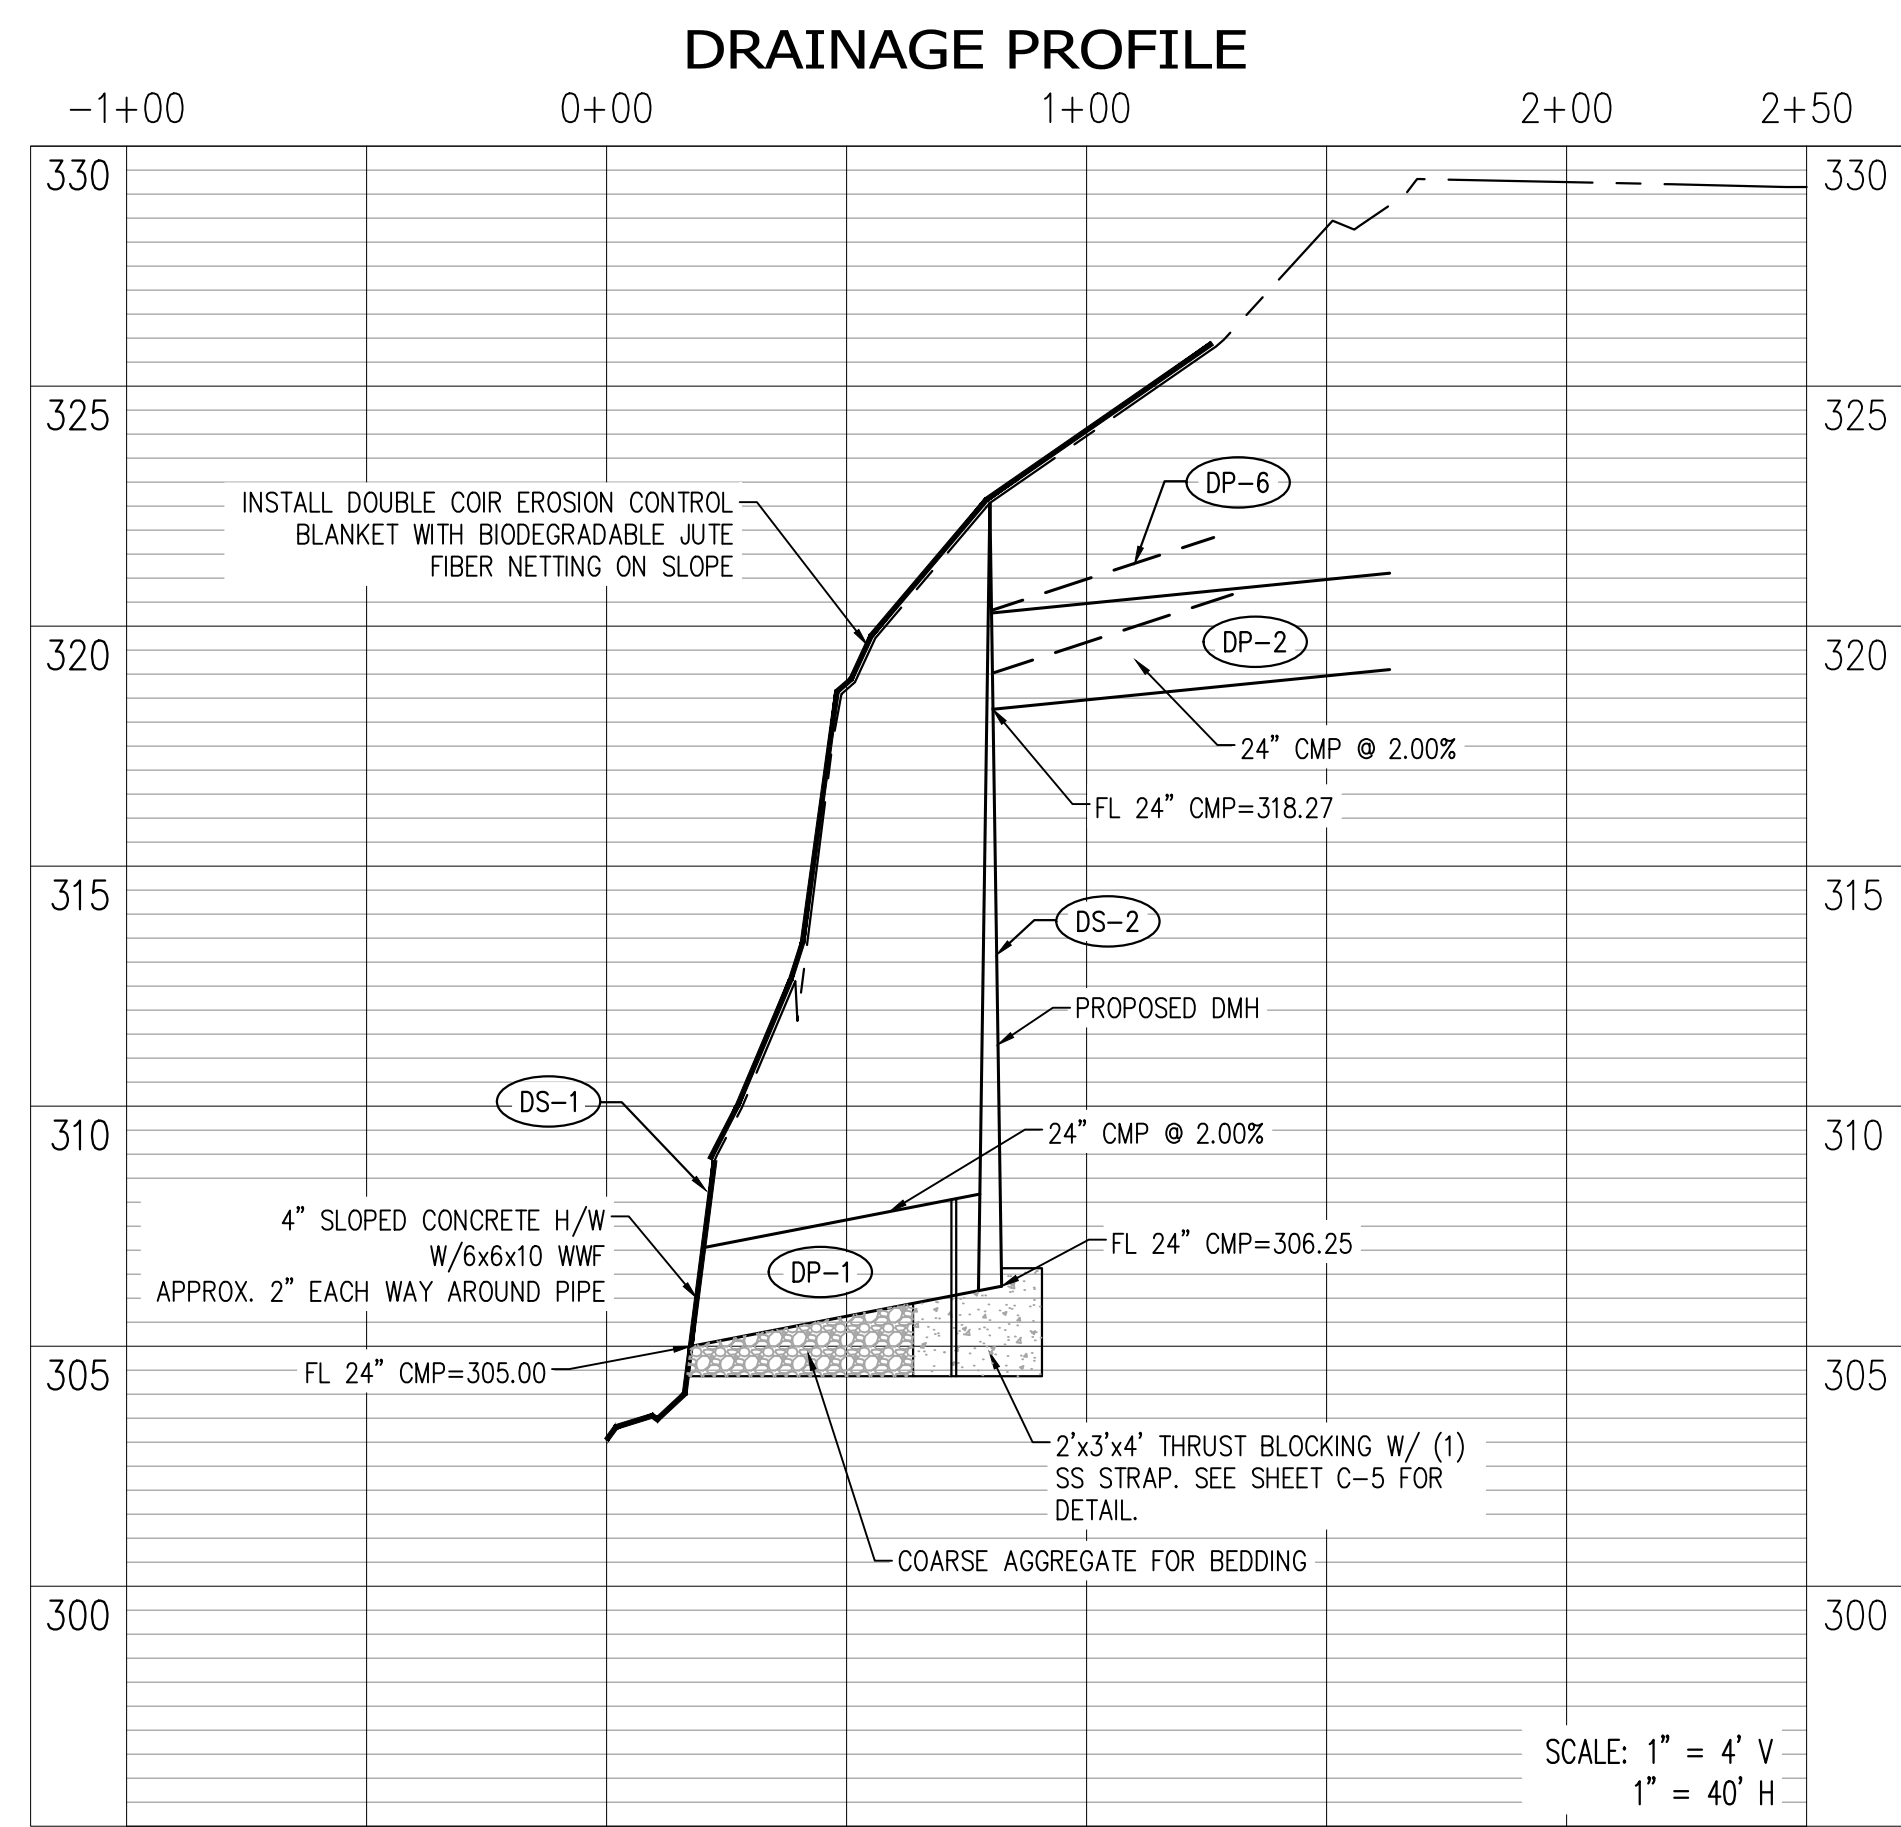 DRAINAGE PROFILE
-1+00 0+00 1+00 2+00 2+50
330 330
325 325
DP-6
INSTALL DOUBLE COIR EROSION CONTROL
BLANKET WITH BIODEGRADABLE JUTE
FIBER NETTING ON SLOPE
320 320
DP-2
24" CMP @ 2.00%
FL 24" CMP=318.27
315 315
DS-2
PROPOSED DMH
DS-1
310 310
24" CMP @ 2.00%
4" SLOPED CONCRETE H/W
W/6x6x10 WWF
APPROX. 2" EACH WAY AROUND PIPE
FL 24" CMP=306.25
DP-1
305 305
FL 24" CMP=305.00
2'x3'x4' THRUST BLOCKING W/ (1)
SS STRAP. SEE SHEET C-5 FOR
DETAIL.
COARSE AGGREGATE FOR BEDDING
300 300
SCALE: 1" = 4' V
1" = 40' H